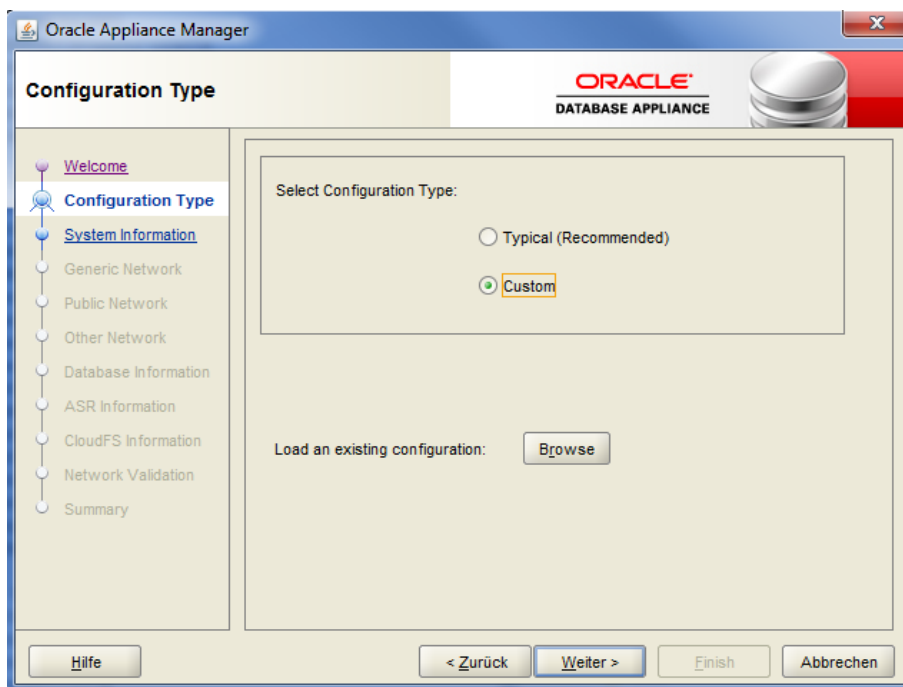 Oracle Appliance Manager
Configuration Type
ORACLE
DATABASE APPLIANCE
Welcome
Configuration Type
System Information
Generic Network
Public Network
Other Network
Database Information
ASR Information
CloudFS Information
Network Validation
Summary
Select Configuration Type:
Typical (Recommended)
Custom
Load an existing configuration: Browse
Hilfe < Zurück Weiter > Finish Abbrechen